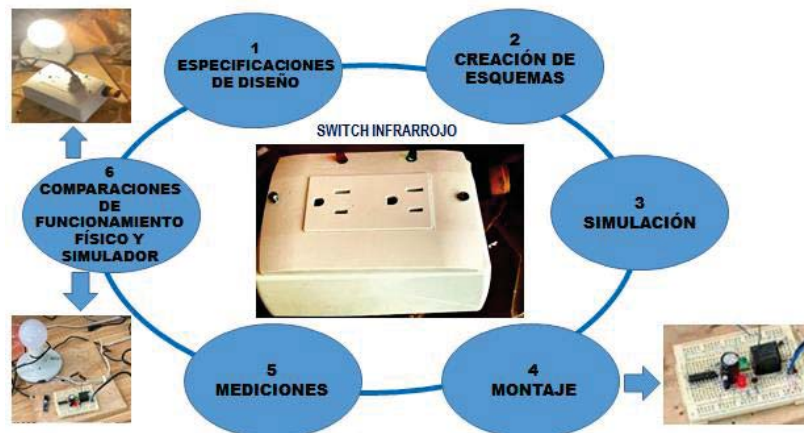 1
ESPECIFICACIONES
DE DISEÑO
2
CREACIÓN DE
ESQUEMAS
SWITCH INFRARROJO
3
SIMULACIÓN
4
MONTAJE
5
MEDICIONES
6
COMPARACIONES
DE
FUNCIONAMIENTO
FÍSICO Y
SIMULADOR